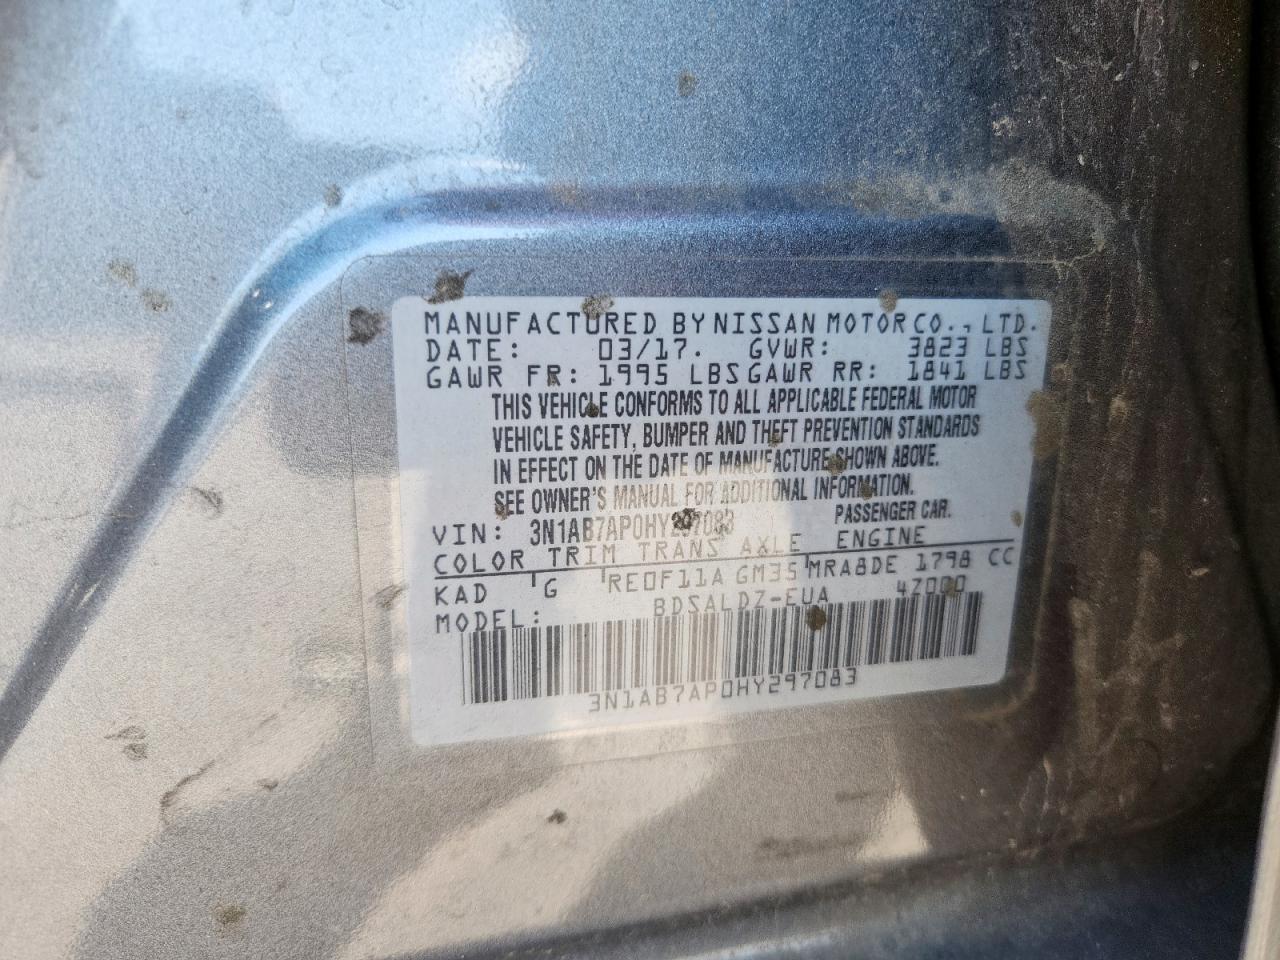 MANUFACTURED BY NISSAN MOTOR CO., LTD.
DATE: 03/17. GVWR: 3823 LBS
GAWR FR: 1995 LBS GAWR RR: 1841 LBS
THIS VEHICLE CONFORMS TO ALL APPLICABLE FEDERAL MOTOR
VEHICLE SAFETY, BUMPER AND THEFT PREVENTION STANDARDS
IN EFFECT ON THE DATE OF MANUFACTURE SHOWN ABOVE.
SEE OWNER'S MANUAL FOR ADDITIONAL INFORMATION.
VIN: 3N1AB7AP0HY297083 PASSENGER CAR.
COLOR TRIM TRANS AXLE ENGINE
KAD G RE0F11A GM35 MRA8DE 1798 CC
MODEL: BDSALDZ-EUA 4Z000
3N1AB7AP0HY297083